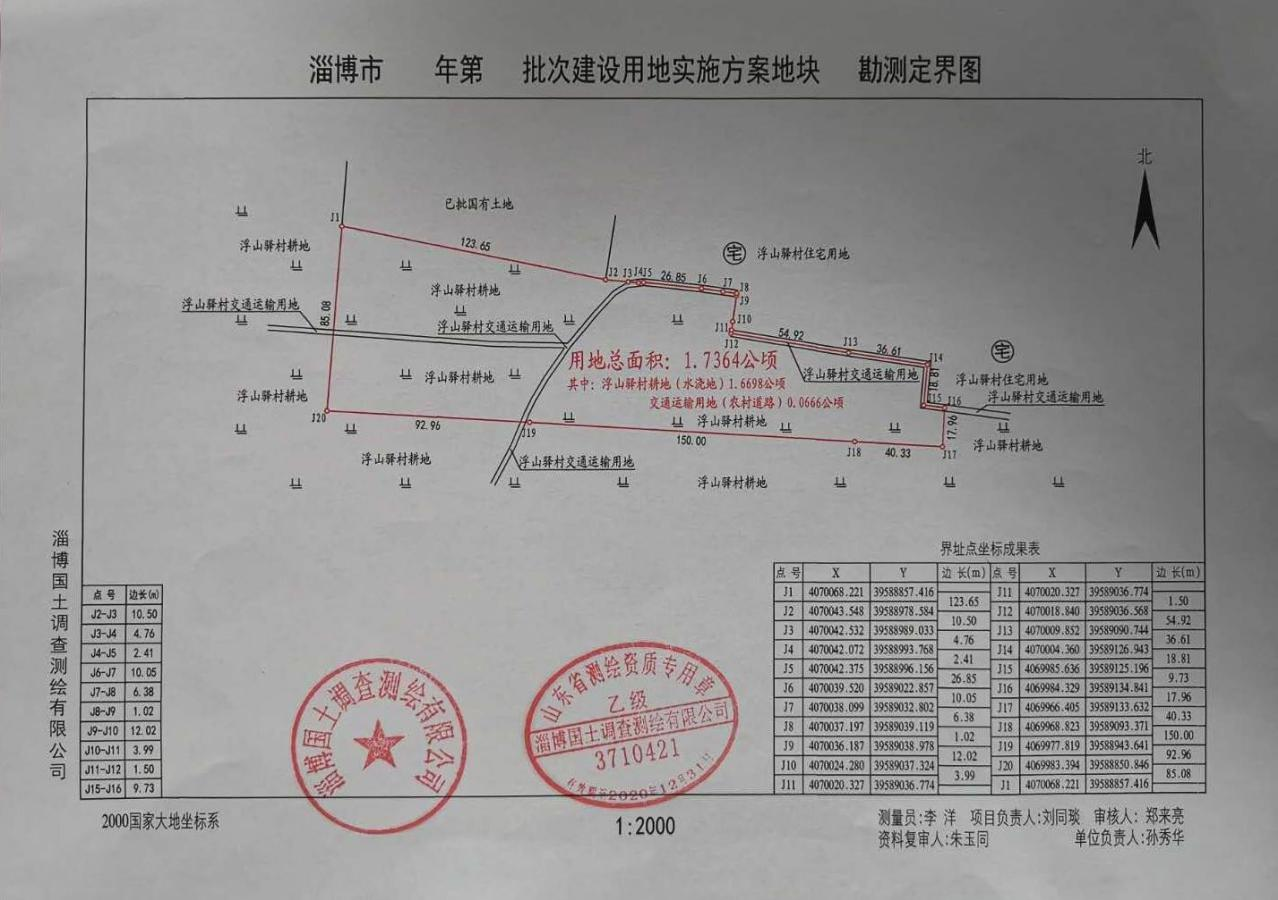 淄博市 年第 批次建设用地实施方案地块 勘测定界图
北
J1
已批国有土地
浮山驿村耕地
123.65
J2 J3 J4 J5 26.85 J6 J7 J8
J9
宅 浮山驿村住宅用地
浮山驿村耕地
浮山驿村交通运输用地
85.08
浮山驿村交通运输用地
J10
J11
J12
54.92
J13
36.61
J14
宅
用地总面积：1.7364公顷
其中：浮山驿村耕地（水浇地）1.6698公顷
交通运输用地（农村道路）0.0666公顷
浮山驿村交通运输用地
18.81
浮山驿村住宅用地
浮山驿村耕地
浮山驿村耕地
J15 J16
浮山驿村交通运输用地
J20
92.96
J19
浮山驿村耕地
150.00
17.96
J18
40.33
J17
浮山驿村耕地
浮山驿村耕地
浮山驿村交通运输用地
浮山驿村耕地
淄博国土调查测绘有限公司
点号 边长(m)
J2-J3 10.50
J3-J4 4.76
J4-J5 2.41
J6-J7 10.05
J7-J8 6.38
J8-J9 1.02
J9-J10 12.02
J10-J11 3.99
J11-J12 1.50
J15-J16 9.73
界址点坐标成果表
点号 X Y 边长(m) 点号 X Y 边长(m)
J1 4070068.221 39588857.416 J11 4070020.327 39589036.774
123.65 1.50
J2 4070043.548 39588978.584 J12 4070018.840 39589036.568
10.50 54.92
J3 4070042.532 39588989.033 J13 4070009.852 39589090.744
4.76 36.61
J4 4070042.072 39588993.768 J14 4070004.360 39589126.943
2.41 18.81
J5 4070042.375 39588996.156 J15 4069985.636 39589125.196
26.85 9.73
J6 4070039.520 39589022.857 J16 4069984.329 39589134.841
10.05 17.96
J7 4070038.099 39589032.802 J17 4069966.405 39589133.632
6.38 40.33
J8 4070037.197 39589039.119 J18 4069968.823 39589093.371
1.02 150.00
J9 4070036.187 39589038.978 J19 4069977.819 39588943.641
12.02 92.96
J10 4070024.280 39589037.324 J20 4069983.394 39588850.846
3.99 85.08
J11 4070020.327 39589036.774 J1 4070068.221 39588857.416
淄博国土调查测绘有限公司
山东省测绘资质专用章
乙级
淄博国土调查测绘有限公司
3710421
有效期至2020年12月31日
2000国家大地坐标系
1:2000
测量员:李 洋 项目负责人:刘同琰 审核人: 郑来亮
资料复审人:朱玉同 单位负责人:孙秀华